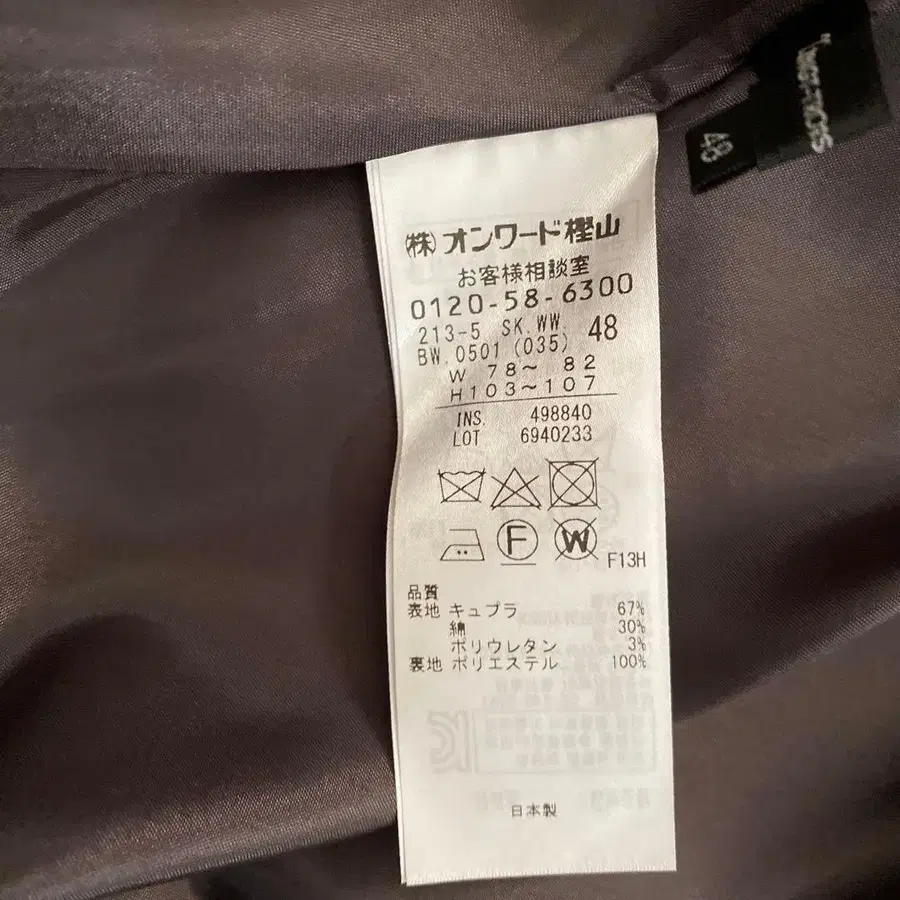 48
(株)オンワード樫山
お客様相談室
0120-58-6300
213-5 SK.WW. 48
BW.0501 (035)
W 78〜 82
H103〜107
INS. 498840
LOT 6940233
F W F13H
品質
表地 キュプラ 67%
綿 30%
ポリウレタン 3%
裏地 ポリエステル 100%
日本製